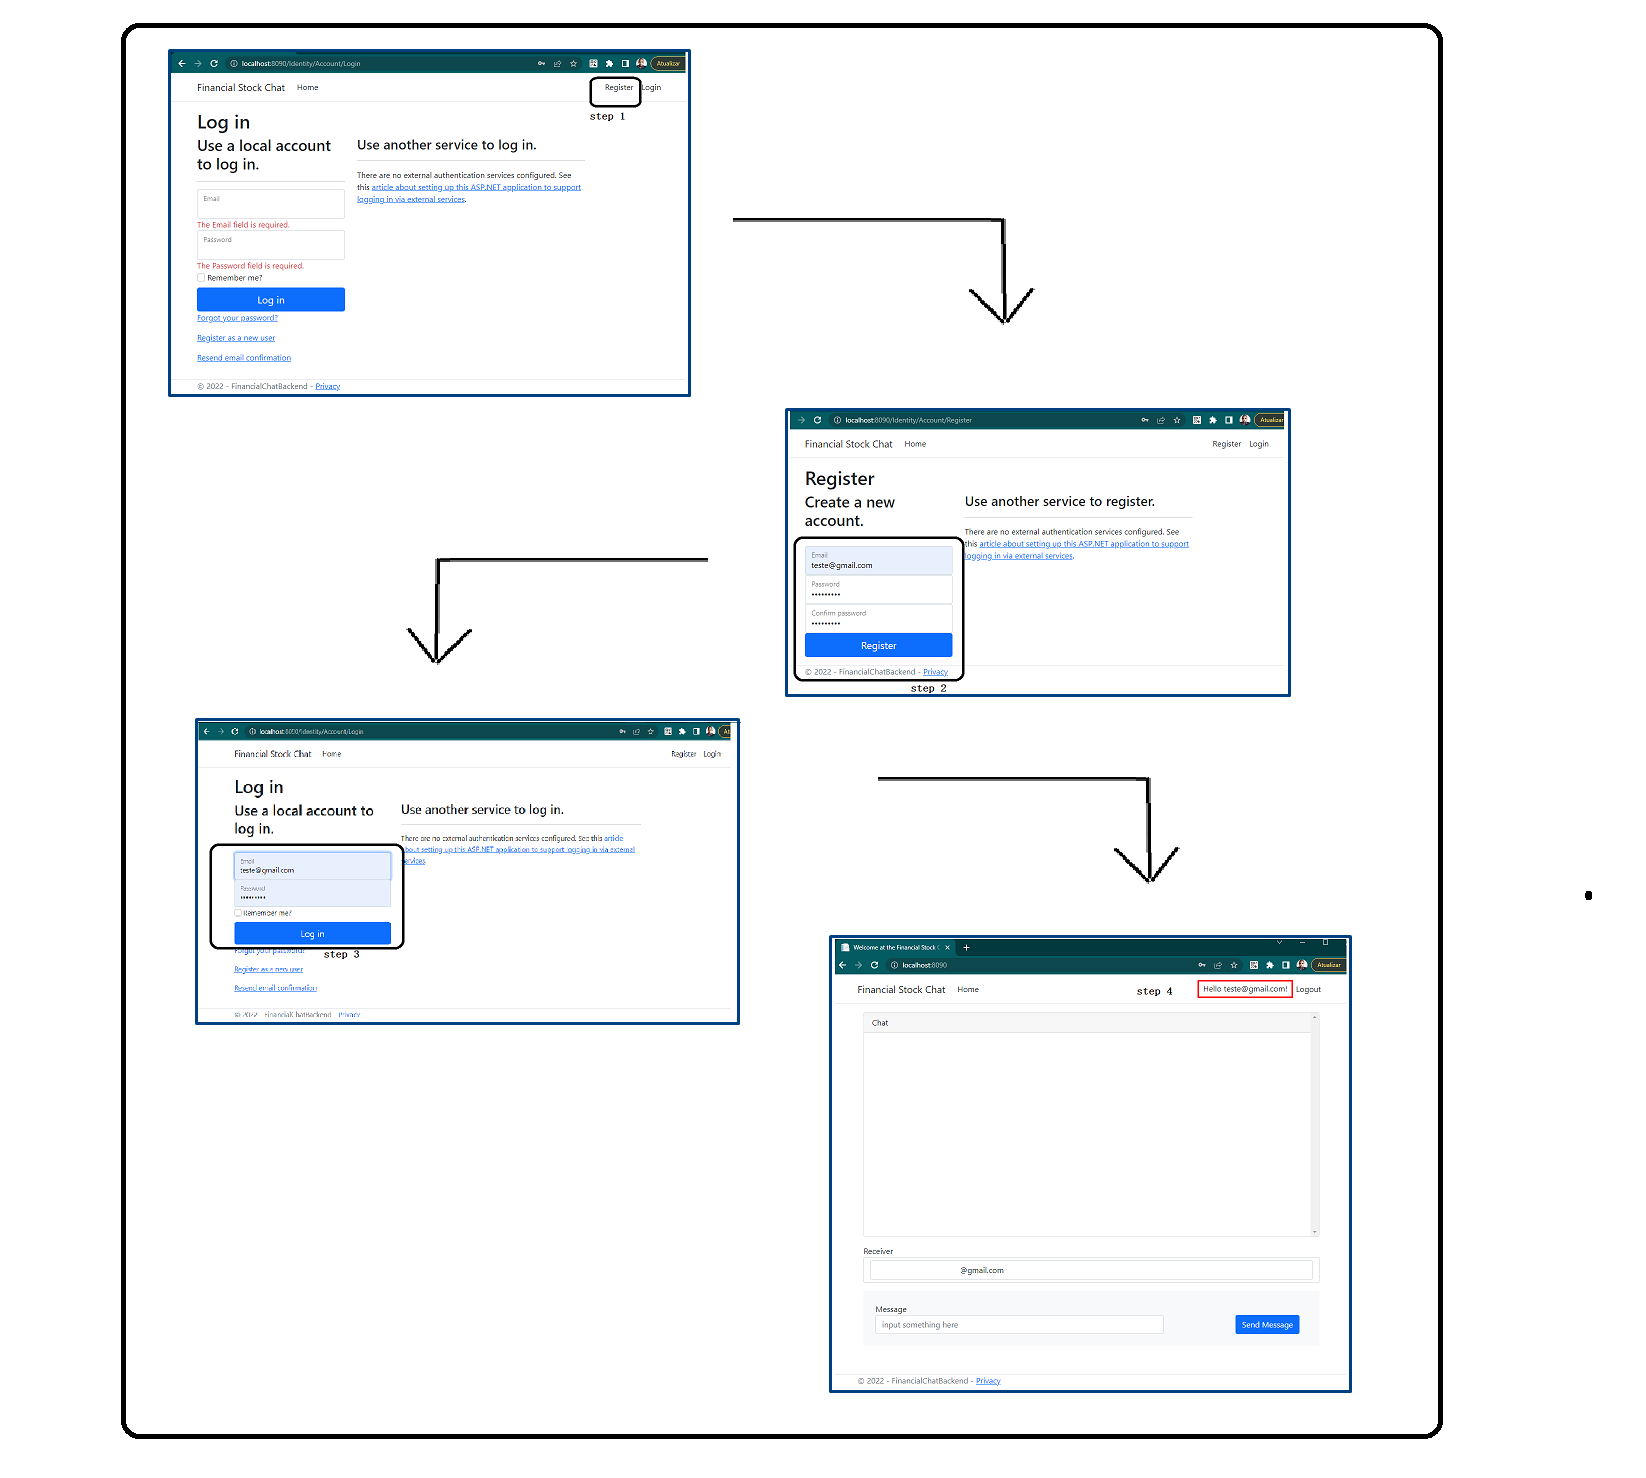 localhost:8090/Identity/Account/Login
Atualizar
Financial Stock Chat Home Register Login
step 1
Log in
Use a local account
to log in.
Use another service to log in.
There are no external authentication services configured. See
this article about setting up this ASP.NET application to support
logging in via external services.
Email
The Email field is required.
Password
The Password field is required.
Remember me?
Log in
Forgot your password?
Register as a new user
Resend email confirmation
© 2022 - FinancialChatBackend - Privacy
localhost:8090/Identity/Account/Register
Atualizar
Financial Stock Chat Home Register Login
Register
Create a new
account.
Use another service to register.
There are no external authentication services configured. See
this article about setting up this ASP.NET application to support
logging in via external services.
Email
teste@gmail.com
Password
•••••••••
Confirm password
•••••••••
Register
© 2022 - FinancialChatBackend - Privacy
step 2
localhost:8090/Identity/Account/Login
At
Financial Stock Chat Home Register Login
Log in
Use a local account to
log in.
Use another service to log in.
There are no external authentication services configured. See this article
about setting up this ASP.NET application to support logging in via external
services.
Email
teste@gmail.com
Password
•••••••••
Remember me?
Log in
Forgot your password?
step 3
Register as a new user
Resend email confirmation
© 2022 - FinancialChatBackend - Privacy
Welcome at the Financial Stock C
localhost:8090
Atualizar
Financial Stock Chat Home step 4 Hello teste@gmail.com! Logout
Chat
Receiver
@gmail.com
Message
input something here
Send Message
© 2022 - FinancialChatBackend - Privacy